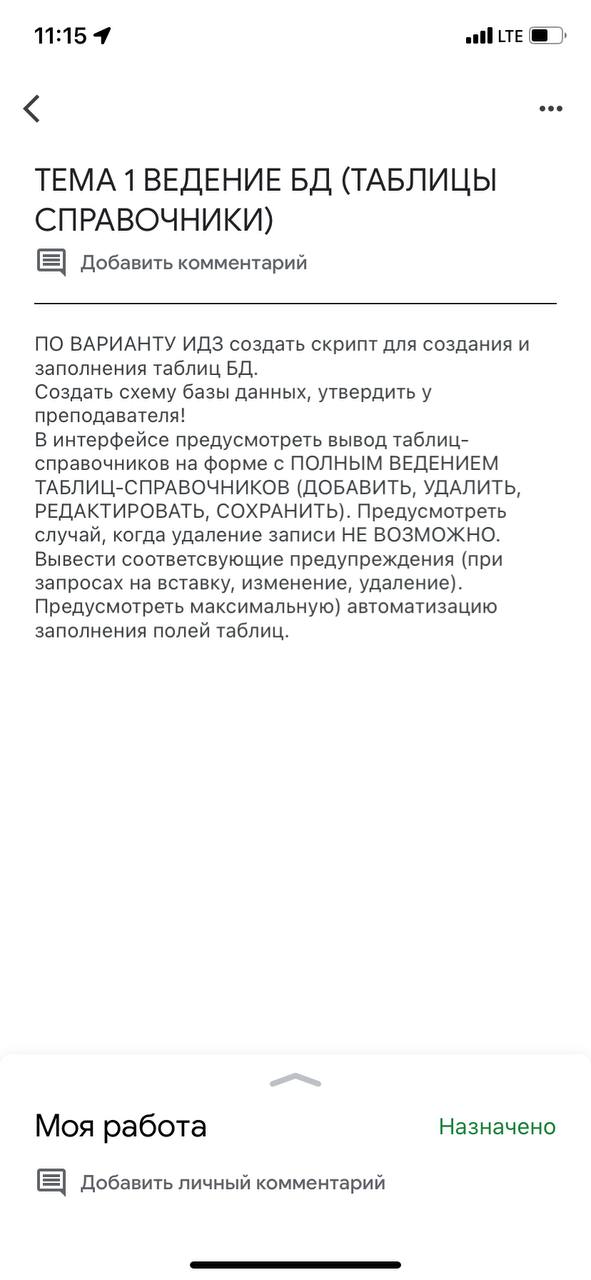 11:15
LTE
ТЕМА 1 ВЕДЕНИЕ БД (ТАБЛИЦЫ
СПРАВОЧНИКИ)
Добавить комментарий
ПО ВАРИАНТУ ИДЗ создать скрипт для создания и
заполнения таблиц БД.
Создать схему базы данных, утвердить у
преподавателя!
В интерфейсе предусмотреть вывод таблиц-
справочников на форме с ПОЛНЫМ ВЕДЕНИЕМ
ТАБЛИЦ-СПРАВОЧНИКОВ (ДОБАВИТЬ, УДАЛИТЬ,
РЕДАКТИРОВАТЬ, СОХРАНИТЬ). Предусмотреть
случай, когда удаление записи НЕ ВОЗМОЖНО.
Вывести соответсвующие предупреждения (при
запросах на вставку, изменение, удаление).
Предусмотреть максимальную) автоматизацию
заполнения полей таблиц.
Моя работа
Назначено
Добавить личный комментарий